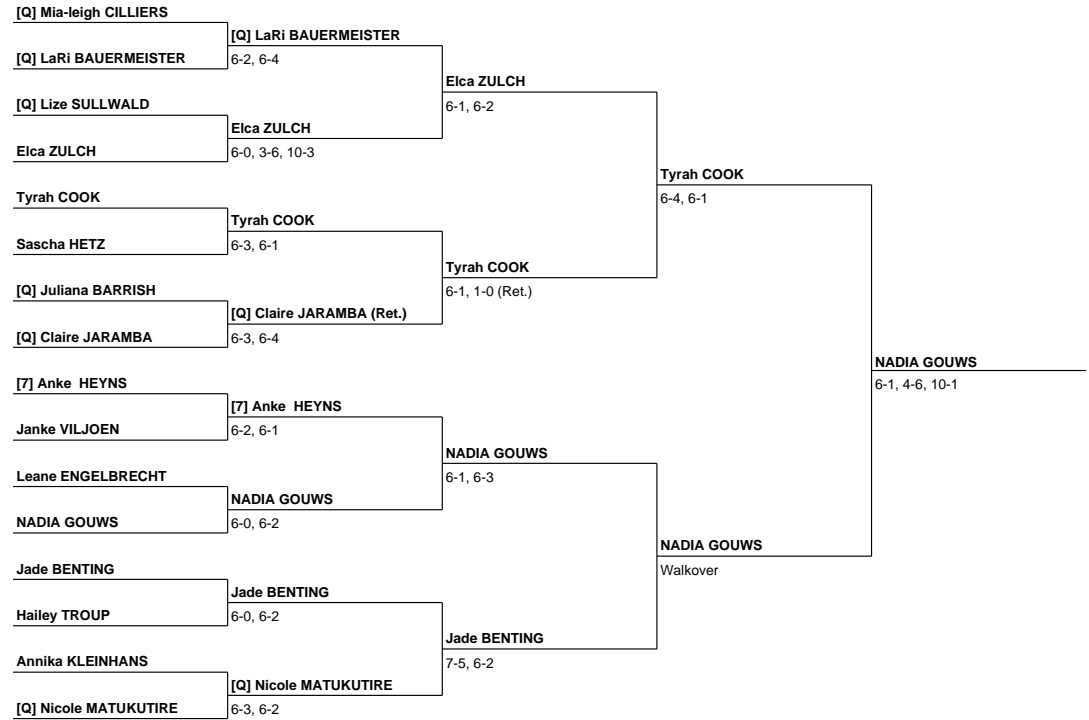 [Q] Mia-leigh CILLIERS
[Q] LaRi BAUERMEISTER
[Q] LaRi BAUERMEISTER
6-2, 6-4
Elca ZULCH
6-1, 6-2
[Q] Lize SULLWALD
Elca ZULCH
Elca ZULCH
6-0, 3-6, 10-3
Tyrah COOK
6-4, 6-1
Tyrah COOK
Tyrah COOK
Sascha HETZ
6-3, 6-1
Tyrah COOK
6-1, 1-0 (Ret.)
[Q] Juliana BARRISH
[Q] Claire JARAMBA (Ret.)
[Q] Claire JARAMBA
6-3, 6-4
NADIA GOUWS
6-1, 4-6, 10-1
[7] Anke  HEYNS
[7] Anke  HEYNS
Janke VILJOEN
6-2, 6-1
NADIA GOUWS
6-1, 6-3
Leane ENGELBRECHT
NADIA GOUWS
NADIA GOUWS
6-0, 6-2
NADIA GOUWS
Walkover
Jade BENTING
Jade BENTING
Hailey TROUP
6-0, 6-2
Jade BENTING
7-5, 6-2
Annika KLEINHANS
[Q] Nicole MATUKUTIRE
[Q] Nicole MATUKUTIRE
6-3, 6-2